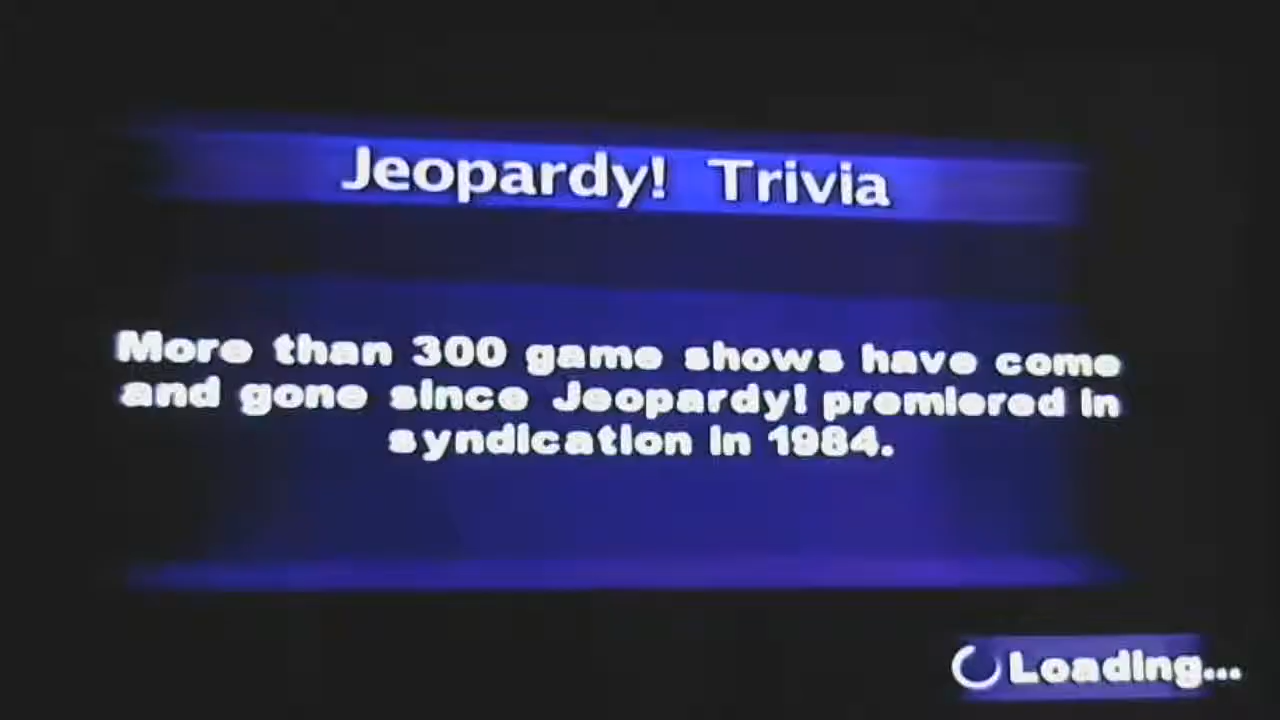 Jeopardy! Trivia
More than 300 game shows have come
and gone since Jeopardy! premiered in
syndication in 1984.
Loading...